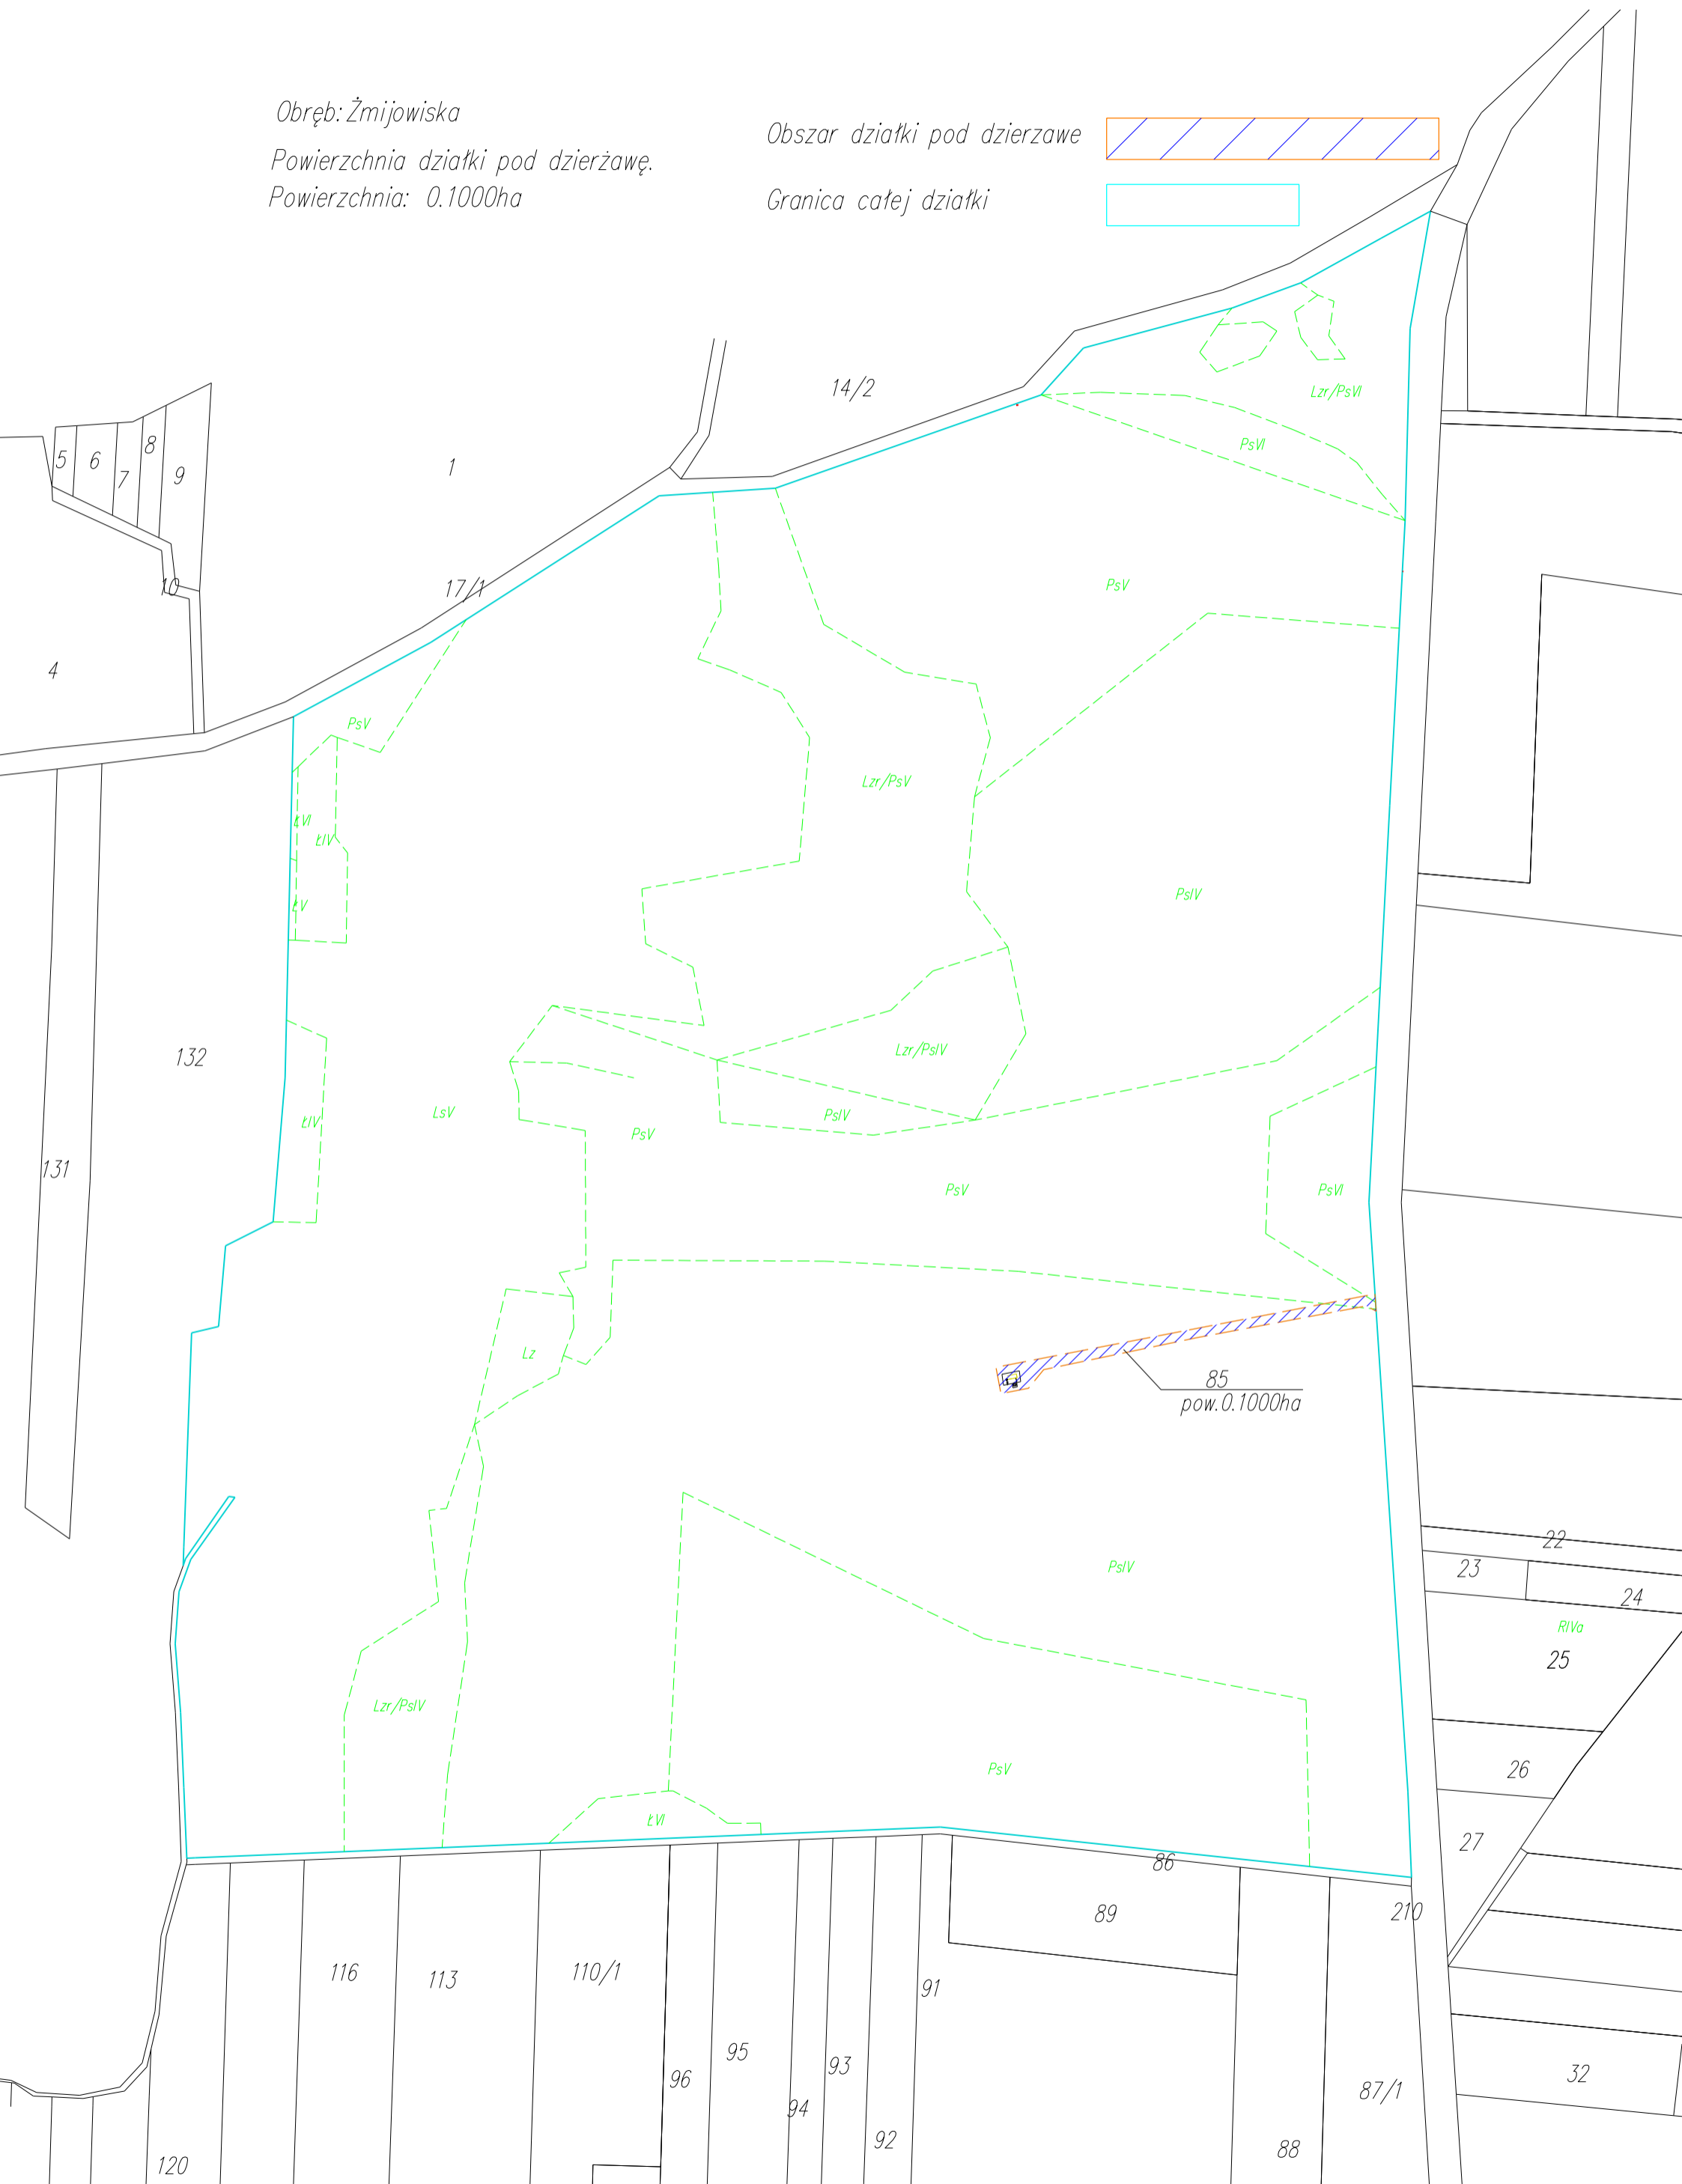 Obręb: Żmijowiska
Powierzchnia działki pod dzierżawę.
Powierzchnia: 0.1000ha
Obszar działki pod dzierzawe
Granica całej działki
14/2
Lzr/PsVI
PsVI
5
6
7
8
9
1
10
17/1
PsV
4
PsV
Lzr/PsV
ŁVI
ŁIV
PsIV
ŁV
132
Lzr/PsIV
LsV
PsIV
ŁIV
PsV
131
PsV
PsVI
Lz
85
pow.0.1000ha
22
23
PsIV
24
RIVa
25
Lzr/PsIV
PsV
26
ŁVI
27
86
89
210
116
113
110/1
91
95
93
96
32
87/1
94
92
88
120